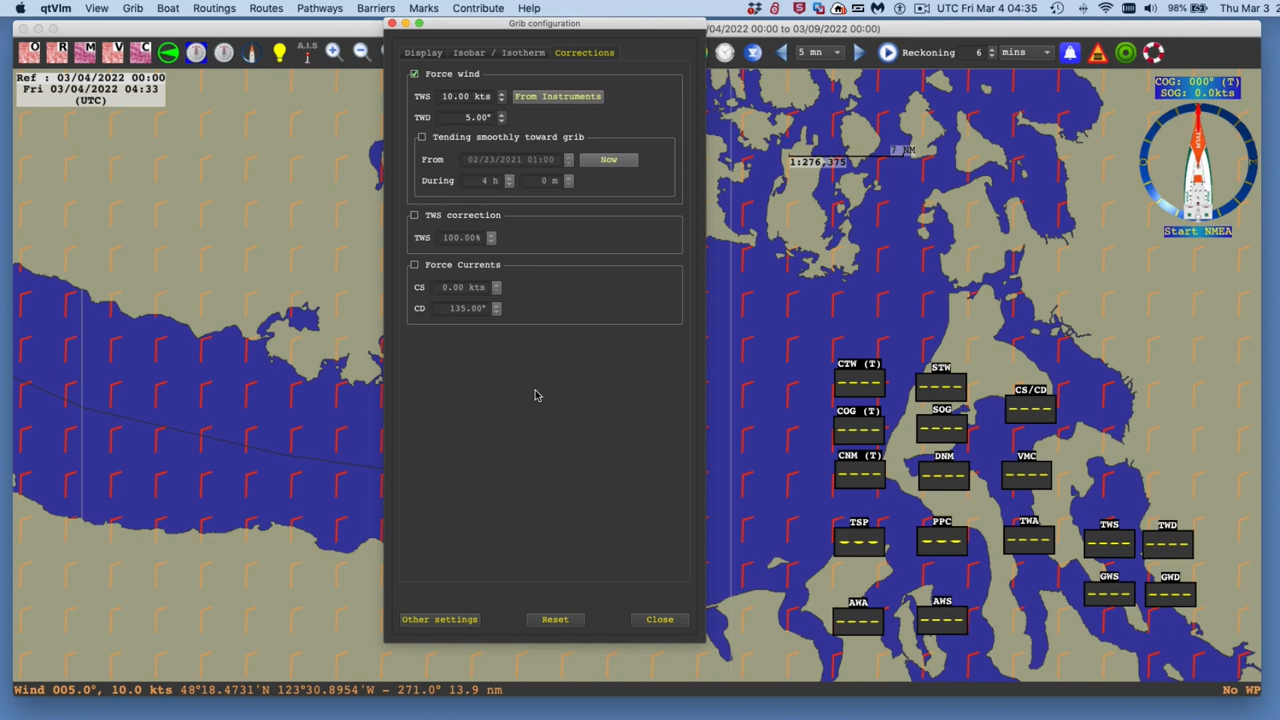 qtVlm View Grib Boat Routings Routes Pathways Barriers Marks Contribute Help UTC Fri Mar 4 04:35 98% Thu Mar 3
Grib configuration
/04/2022 00:00 to 03/09/2022 00:00)
O R M V C A.I.S 5 mn Reckoning 6 mins
Ref : 03/04/2022 00:00
Fri 03/04/2022 04:33
(UTC)
Display Isobar / Isotherm Corrections
Force wind
TWS 10.00 kts From Instruments
TWD 5.00°
Tending smoothly toward grib
From 02/23/2021 01:00 Now
During 4 h 0 m
TWS correction
TWS 100.00%
Force Currents
CS 0.00 kts
CD 135.00°
Other settings Reset Close
7 NM
1:276,375
COG: 000° (T)
SOG: 0.0kts
Start NMEA
CTW (T) STW CS/CD
---- ---- ----
COG (T) SOG
---- ----
CNM (T) DNM VMC
---- ---- ----
TSP PPC TWA TWS TWD
--- --- ---- ---- ----
GWS GWD
---- ----
AWA AWS
---- ----
Wind 005.0°, 10.0 kts 48°18.4731'N 123°30.8954'W - 271.0° 13.9 nm No WP